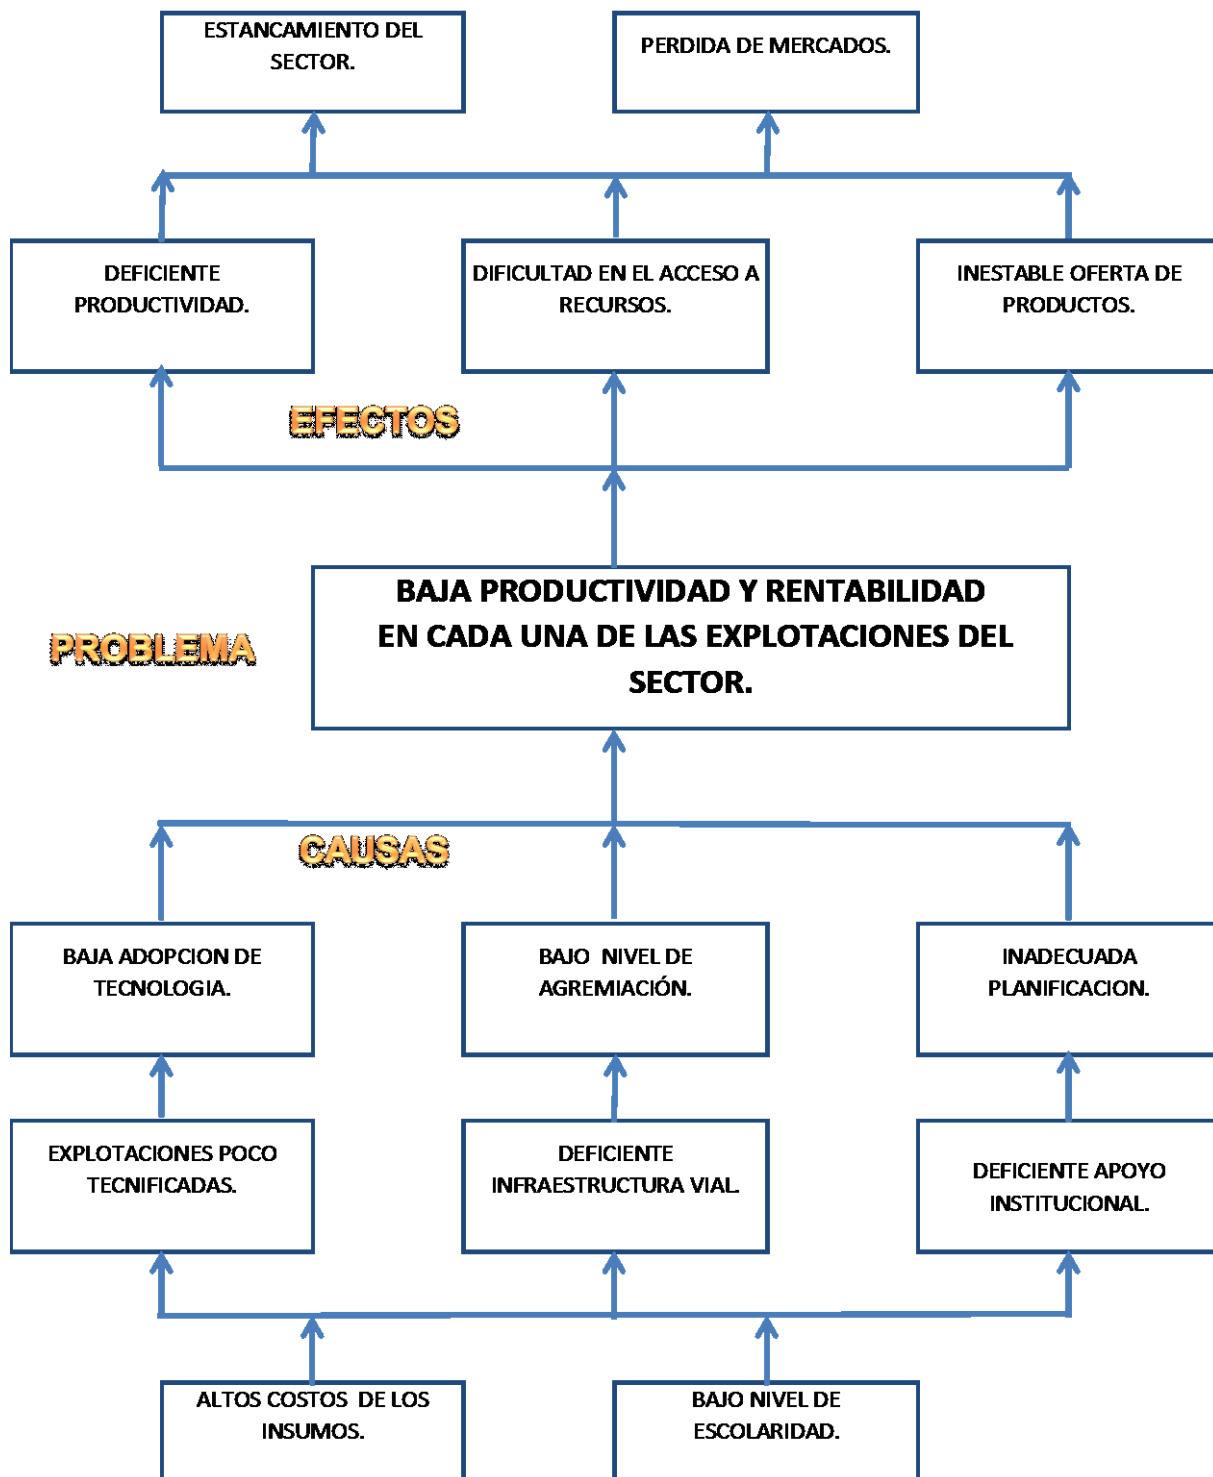 ESTANCAMIENTO DEL
SECTOR.
PERDIDA DE MERCADOS.
DEFICIENTE
PRODUCTIVIDAD.
DIFICULTAD EN EL ACCESO A
RECURSOS.
INESTABLE OFERTA DE
PRODUCTOS.
EFECTOS
BAJA PRODUCTIVIDAD Y RENTABILIDAD
EN CADA UNA DE LAS EXPLOTACIONES DEL
SECTOR.
PROBLEMA
CAUSAS
BAJA ADOPCION DE
TECNOLOGIA.
BAJO NIVEL DE
AGREMIACIÓN.
INADECUADA
PLANIFICACION.
EXPLOTACIONES POCO
TECNIFICADAS.
DEFICIENTE
INFRAESTRUCTURA VIAL.
DEFICIENTE APOYO
INSTITUCIONAL.
ALTOS COSTOS DE LOS
INSUMOS.
BAJO NIVEL DE
ESCOLARIDAD.